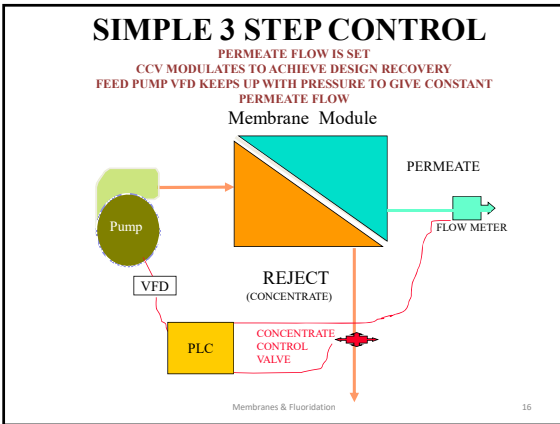 SIMPLE 3 STEP CONTROL
PERMEATE FLOW IS SET
CCV MODULATES TO ACHIEVE DESIGN RECOVERY
FEED PUMP VFD KEEPS UP WITH PRESSURE TO GIVE CONSTANT
PERMEATE FLOW
Membrane Module
PERMEATE
Pump
FLOW METER
REJECT
(CONCENTRATE)
VFD
PLC
CONCENTRATE
CONTROL
VALVE
Membranes & Fluoridation
16